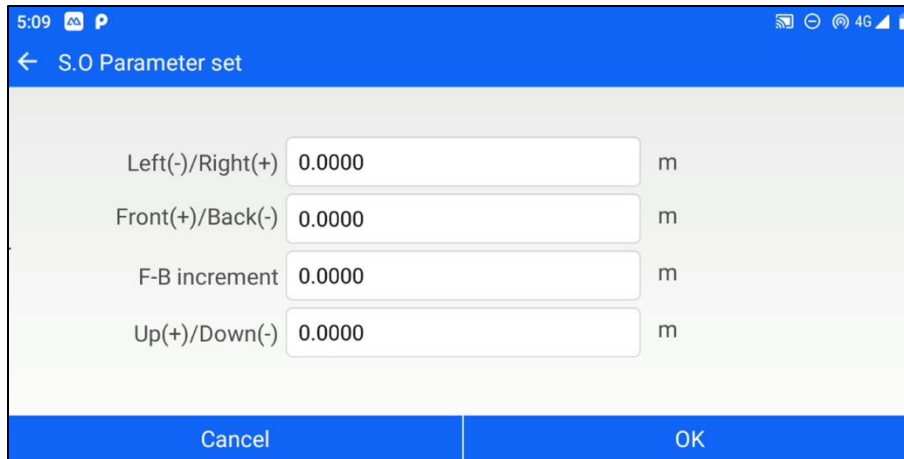 5:09 4G
S.O Parameter set
Left(-)/Right(+) 0.0000 m
Front(+)/Back(-) 0.0000 m
F-B increment 0.0000 m
Up(+)/Down(-) 0.0000 m
Cancel OK